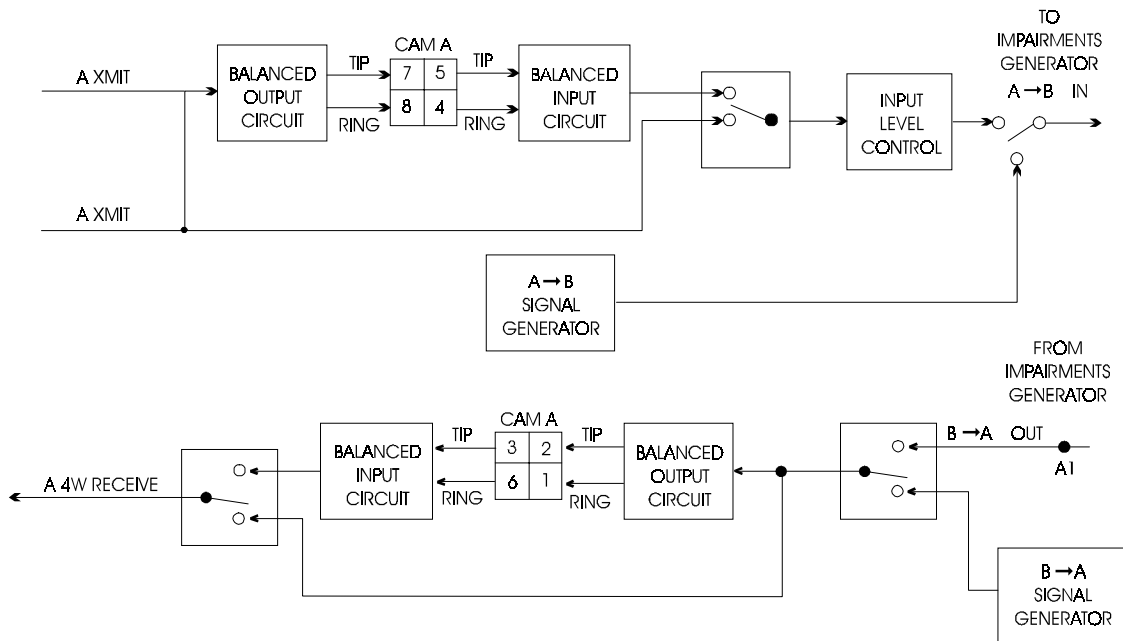 TO
IMPAIRMENTS
GENERATOR
A→B IN
A XMIT
BALANCED
OUTPUT
CIRCUIT
TIP
RING
CAM A
7 5
8 4
TIP
RING
BALANCED
INPUT
CIRCUIT
INPUT
LEVEL
CONTROL
A XMIT
A→B
SIGNAL
GENERATOR
FROM
IMPAIRMENTS
GENERATOR
B→A OUT
A1
A 4W RECEIVE
BALANCED
INPUT
CIRCUIT
TIP
RING
CAM A
3 2
6 1
TIP
RING
BALANCED
OUTPUT
CIRCUIT
B→A
SIGNAL
GENERATOR